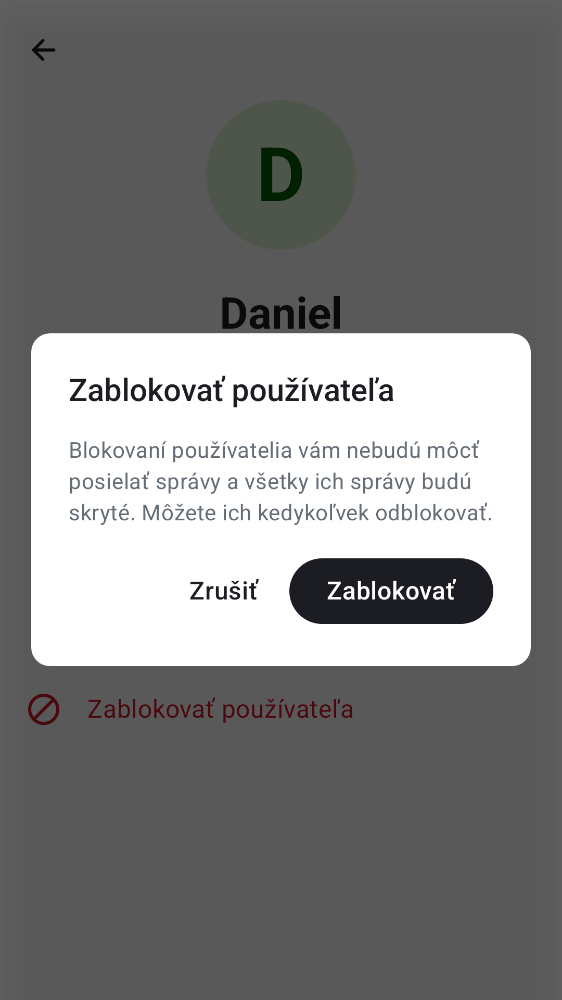 D
Daniel
Zablokovať používateľa
Blokovaní používatelia vám nebudú môcť
posielať správy a všetky ich správy budú
skryté. Môžete ich kedykoľvek odblokovať.
Zrušiť
Zablokovať
Zablokovať používateľa